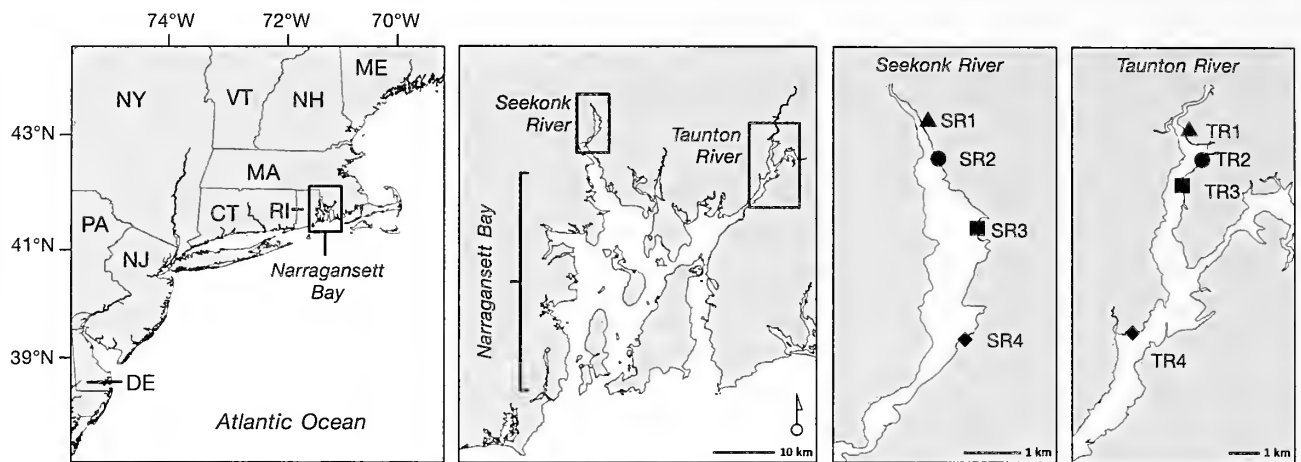 74°W
72°W
70°W
43°N
41°N
39°N
NY
VT
NH
ME
MA
CT
RI
PA
NJ
DE
Narragansett
Bay
Atlantic Ocean
Seekonk
River
Taunton
River
Narragansett Bay
10 km
Seekonk River
SR1
SR2
SR3
SR4
1 km
Taunton River
TR1
TR2
TR3
TR4
1 km